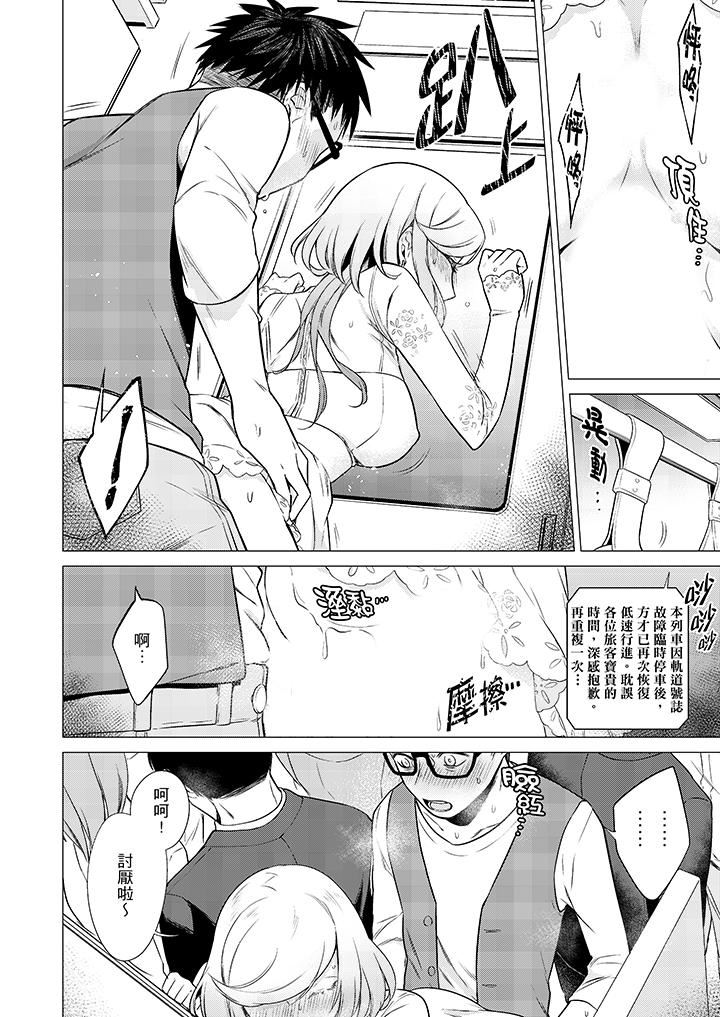 怦
咚
怦
咚
頂住…
趴上
晃動…
吵吵吵
本列車因軌道號誌
故障臨時停車後，
方才已再次恢復
低速行進。耽誤
各位旅客寶貴的
時間，深感抱歉。
再重複一次…
溼黏…
摩擦…
啊…
……
……
臉紅…
呵呵！
討厭啦～